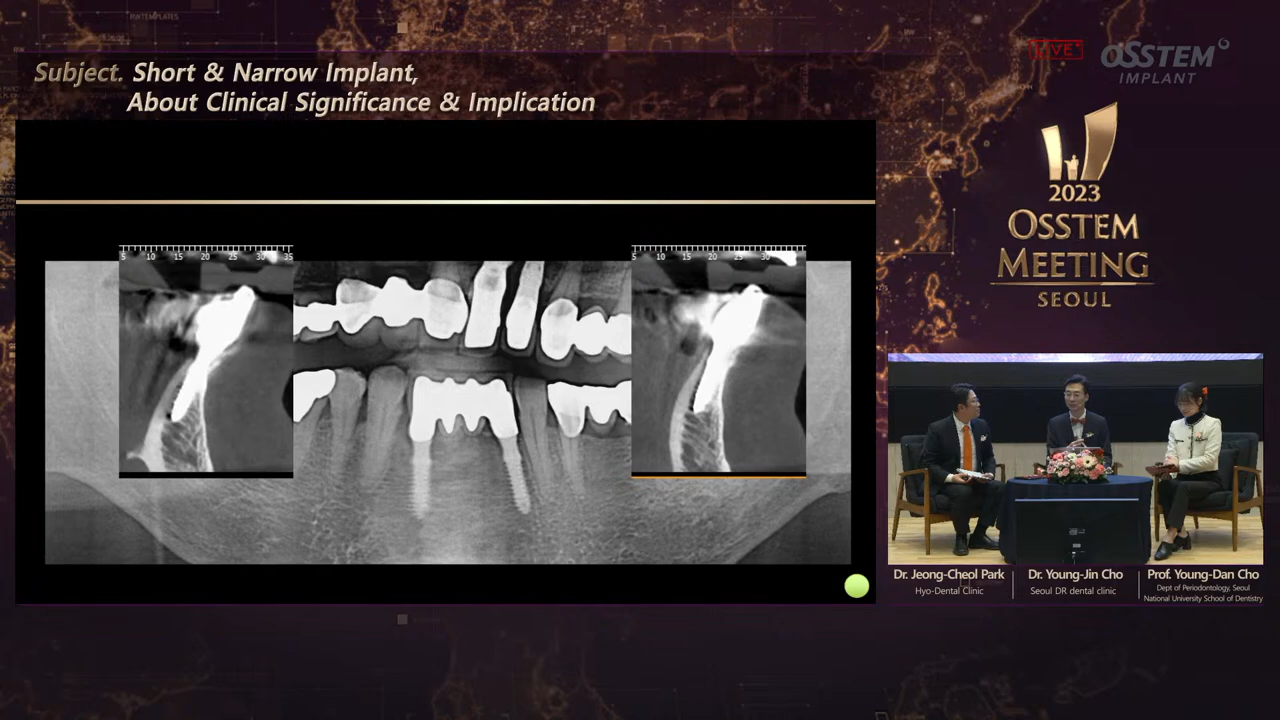 Subject. Short & Narrow Implant,
About Clinical Significance & Implication
LIVE
OSSTEM
IMPLANT
2023
OSSTEM
MEETING
SEOUL
5 10 15 20 25 30 35
5 10 15 20 25 30
Dr. Jeong-Cheol Park
Hyo-Dental Clinic
Dr. Young-Jin Cho
Seoul DR dental clinic
Prof. Young-Dan Cho
Dept of Periodontology, Seoul
National University School of Dentistry